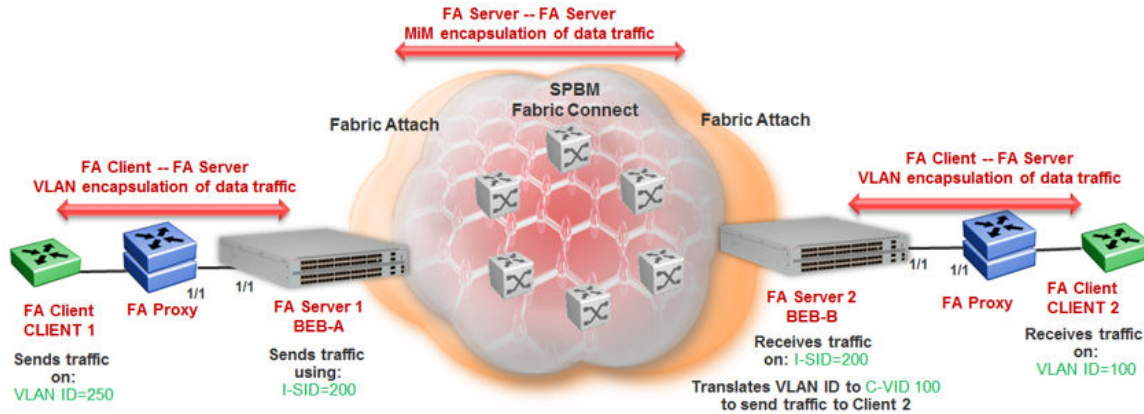 FA Server -- FA Server
MiM encapsulation of data traffic
SPBM
Fabric Connect
Fabric Attach
Fabric Attach
FA Client -- FA Server
VLAN encapsulation of data traffic
FA Client -- FA Server
VLAN encapsulation of data traffic
1/1
1/1
1/1
1/1
FA Client
CLIENT 1
Sends traffic
on:
VLAN ID=250
FA Proxy
FA Server 1
BEB-A
Sends traffic
using:
I-SID=200
FA Server 2
BEB-B
Receives traffic
on: I-SID=200
Translates VLAN ID to C-VID 100
to send traffic to Client 2
FA Proxy
FA Client
CLIENT 2
Receives traffic
on:
VLAN ID=100